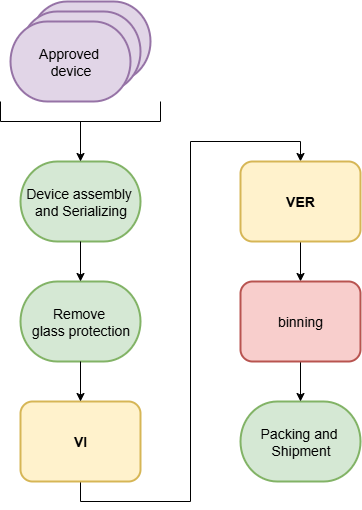 Approved
device
Device assembly
and Serializing
Remove
glass protection
VI
VER
binning
Packing and
Shipment